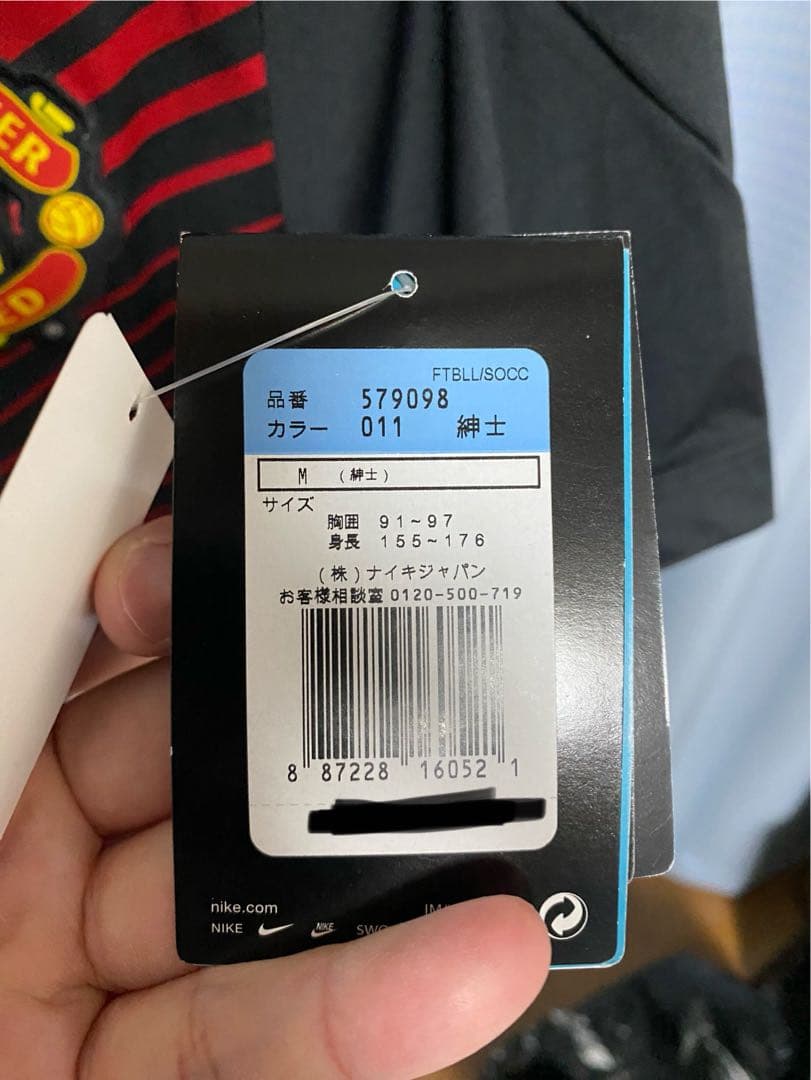 ER
D
FTBLL/SOCC
品番 579098
カラー 011 紳士
M (紳士)
サイズ
胸囲 91~97
身長 155~176
(株)ナイキジャパン
お客様相談室 0120-500-719
8 87228 16052 1
nike.com
NIKE NIKE